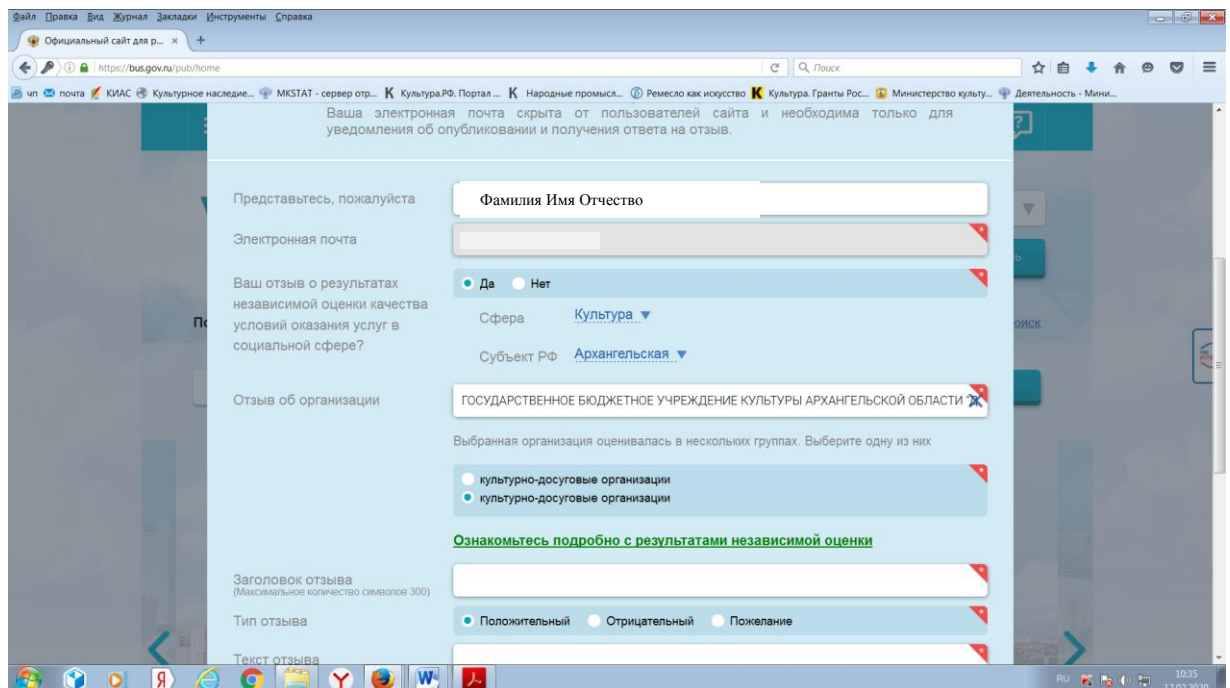 Файл Правка Вид Журнал Закладки Инструменты Справка
Официальный сайт для р... × +
https://bus.gov.ru/pub/home
Поиск
чп почта КИАС Культурное наследие... MKSTAT - сервер отр... Культура.РФ. Портал ... Народные промысл... Ремесло как искусство Культура. Гранты Рос... Министерство культу... Деятельность - Мини...
Ваша электронная почта скрыта от пользователей сайта и необходима только для
уведомления об опубликовании и получения ответа на отзыв.
Представьтесь, пожалуйста
Фамилия Имя Отчество
Электронная почта
Ваш отзыв о результатах
независимой оценки качества
условий оказания услуг в
социальной сфере?
Да Нет
Сфера Культура
Субъект РФ Архангельская
Отзыв об организации
ГОСУДАРСТВЕННОЕ БЮДЖЕТНОЕ УЧРЕЖДЕНИЕ КУЛЬТУРЫ АРХАНГЕЛЬСКОЙ ОБЛАСТИ
Выбранная организация оценивалась в нескольких группах. Выберите одну из них
культурно-досуговые организации
культурно-досуговые организации
Ознакомьтесь подробно с результатами независимой оценки
Заголовок отзыва
(Максимальное количество символов 300)
Тип отзыва
Положительный Отрицательный Пожелание
Текст отзыва
RU
10:35
17.02.2020